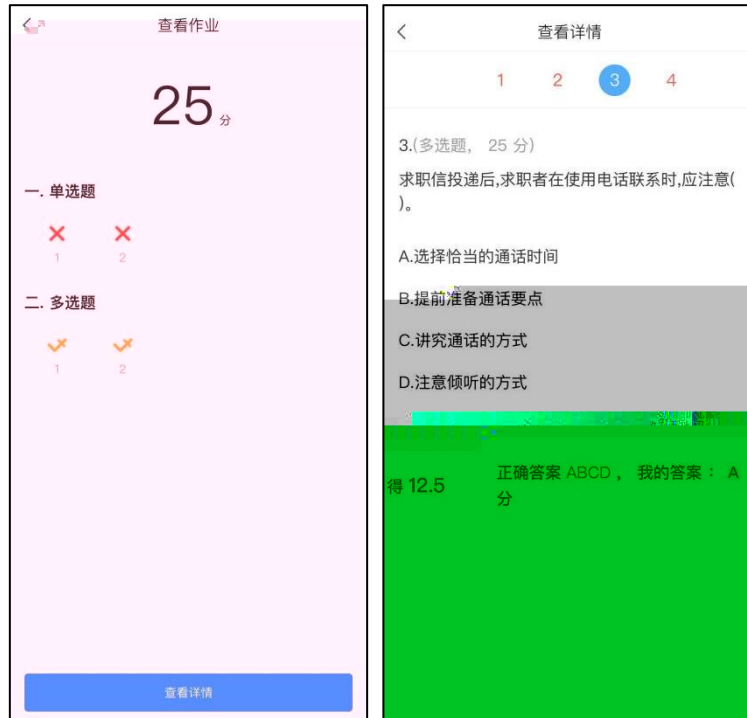 查看作业
25 分
一. 单选题
1 2
二. 多选题
1 2
查看详情
查看详情
1 2 3 4
3.(多选题, 25 分)
求职信投递后,求职者在使用电话联系时,应注意(
)。
A.选择恰当的通话时间
B.提前准备通话要点
C.讲究通话的方式
D.注意倾听的方式
得 12.5
正确答案 ABCD ， 我的答案： A
分